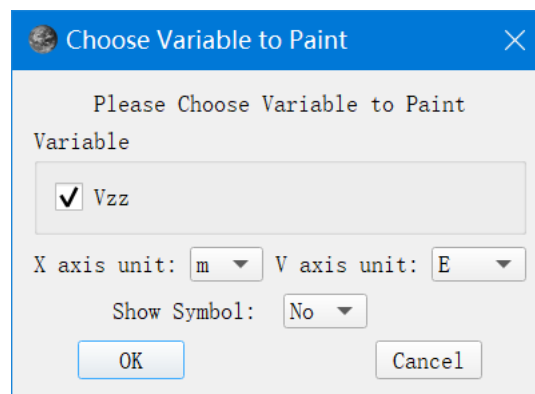 Choose Variable to Paint
Please Choose Variable to Paint
Variable
Vzz
X axis unit: m V axis unit: E
Show Symbol: No
OK Cancel